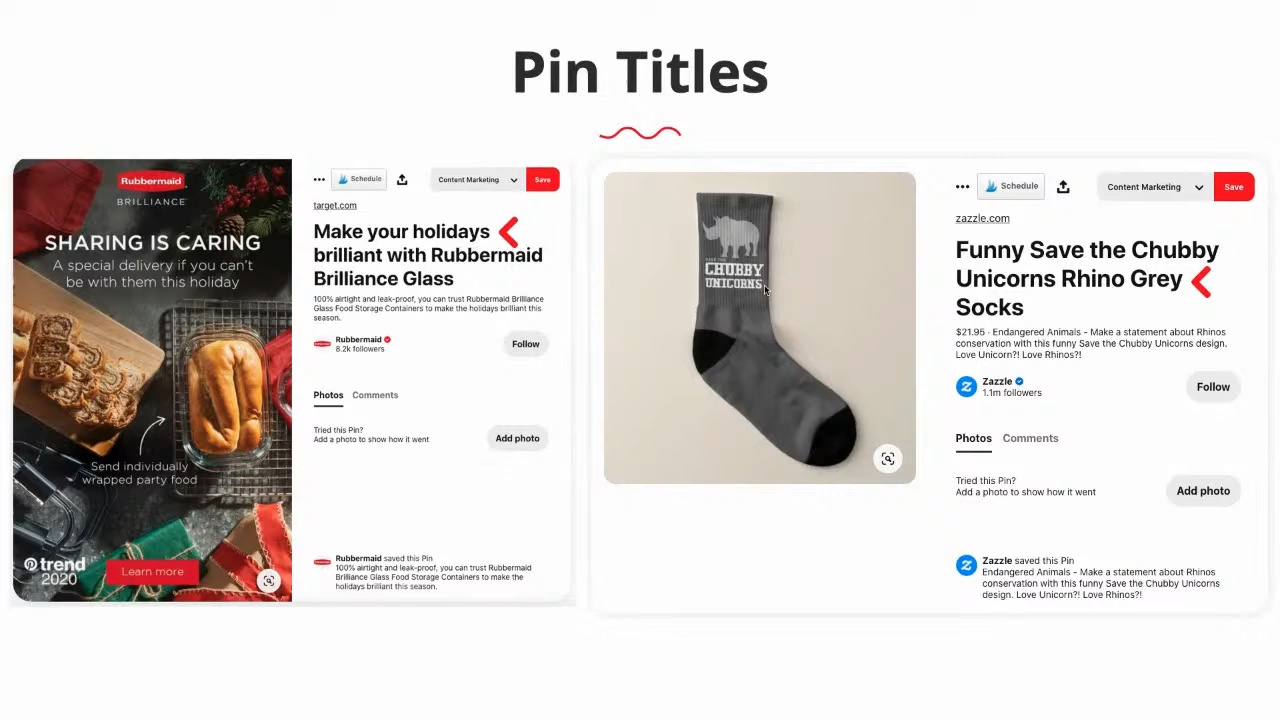 Pin Titles
Rubbermaid
BRILLIANCE
SHARING IS CARING
A special delivery if you can't
be with them this holiday
Send individually
wrapped party food
trend
2020
Learn more
Schedule
Content Marketing
Save
target.com
Make your holidays
brilliant with Rubbermaid
Brilliance Glass
100% airtight and leak-proof, you can trust Rubbermaid Brilliance
Glass Food Storage Containers to make the holidays brilliant this
season.
Rubbermaid
8.2k followers
Follow
Photos Comments
Tried this Pin?
Add a photo to show how it went
Add photo
Rubbermaid saved this Pin
100% airtight and leak-proof, you can trust Rubbermaid
Brilliance Glass Food Storage Containers to make the
holidays brilliant this season.
SAVE THE
CHUBBY
UNICORNS
Schedule
Content Marketing
Save
zazzle.com
Funny Save the Chubby
Unicorns Rhino Grey
Socks
$21.95 · Endangered Animals - Make a statement about Rhinos
conservation with this funny Save the Chubby Unicorns design.
Love Unicorn?! Love Rhinos?!
Zazzle
1.1m followers
Follow
Photos Comments
Tried this Pin?
Add a photo to show how it went
Add photo
Zazzle saved this Pin
Endangered Animals - Make a statement about Rhinos
conservation with this funny Save the Chubby Unicorns
design. Love Unicorn?! Love Rhinos?!